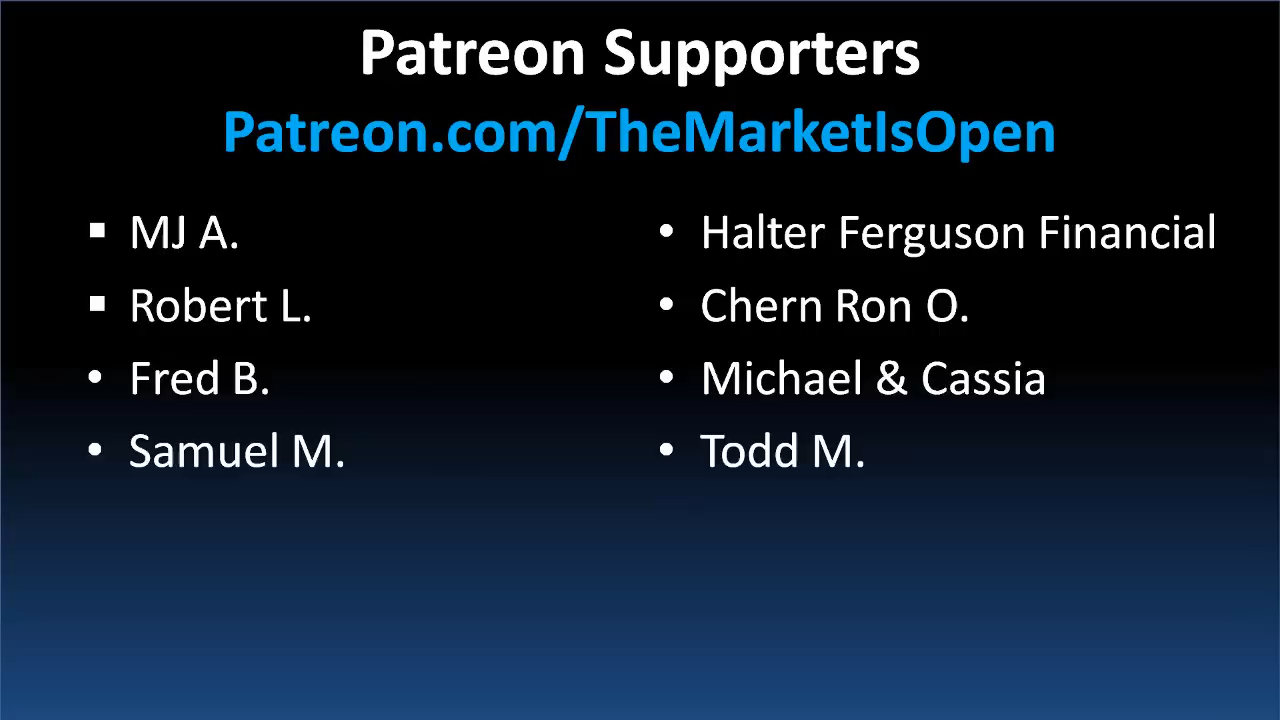 Patreon Supporters
Patreon.com/TheMarketIsOpen
▪ MJ A.
▪ Robert L.
• Fred B.
• Samuel M.
• Halter Ferguson Financial
• Chern Ron O.
• Michael & Cassia
• Todd M.